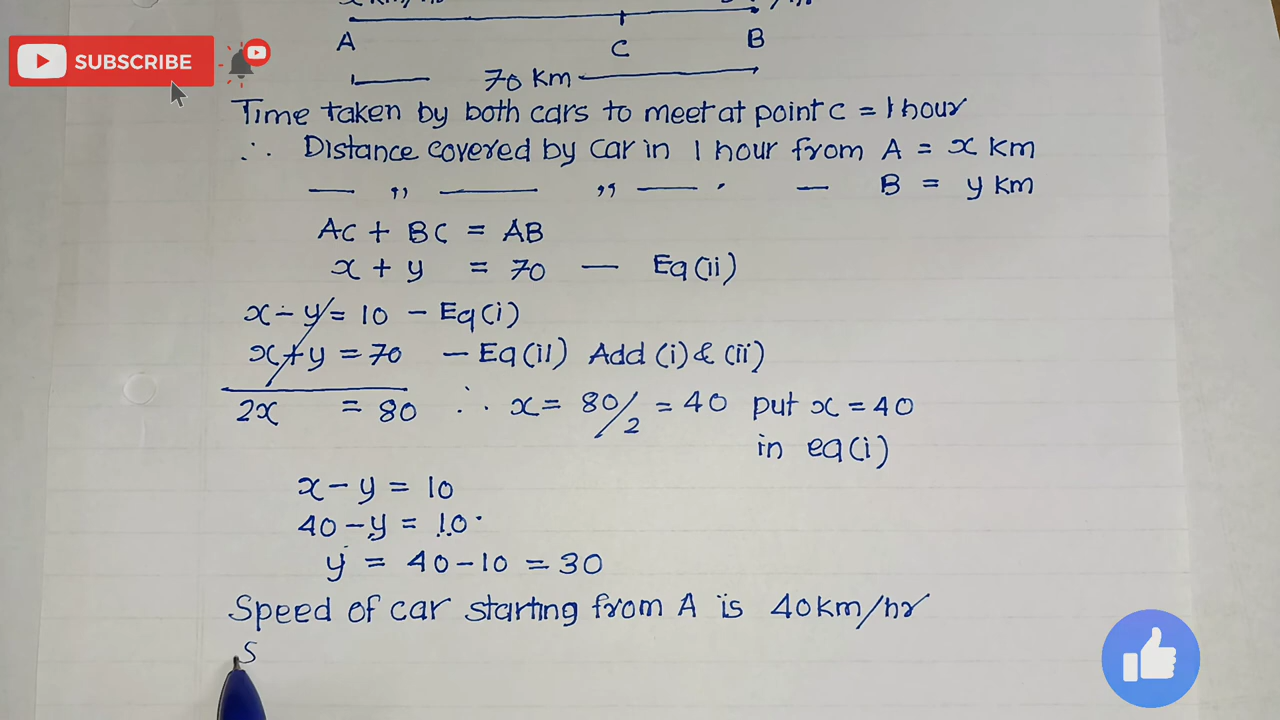 A C B
70 Km
SUBSCRIBE
Time taken by both cars to meet at point C = 1 hour
∴ Distance covered by car in 1 hour from A = x Km
— ,, — ,, — — B = y Km
AC + BC = AB
x + y = 70 — Eq (ii)
x - y = 10 - Eq (i)
x + y = 70 - Eq (ii) Add (i) & (ii)
2x = 80 ∴ x = 80/2 = 40 put x = 40
in eq (i)
x - y = 10
40 - y = 10
y = 40 - 10 = 30
Speed of car starting from A is 40 km/hr
S